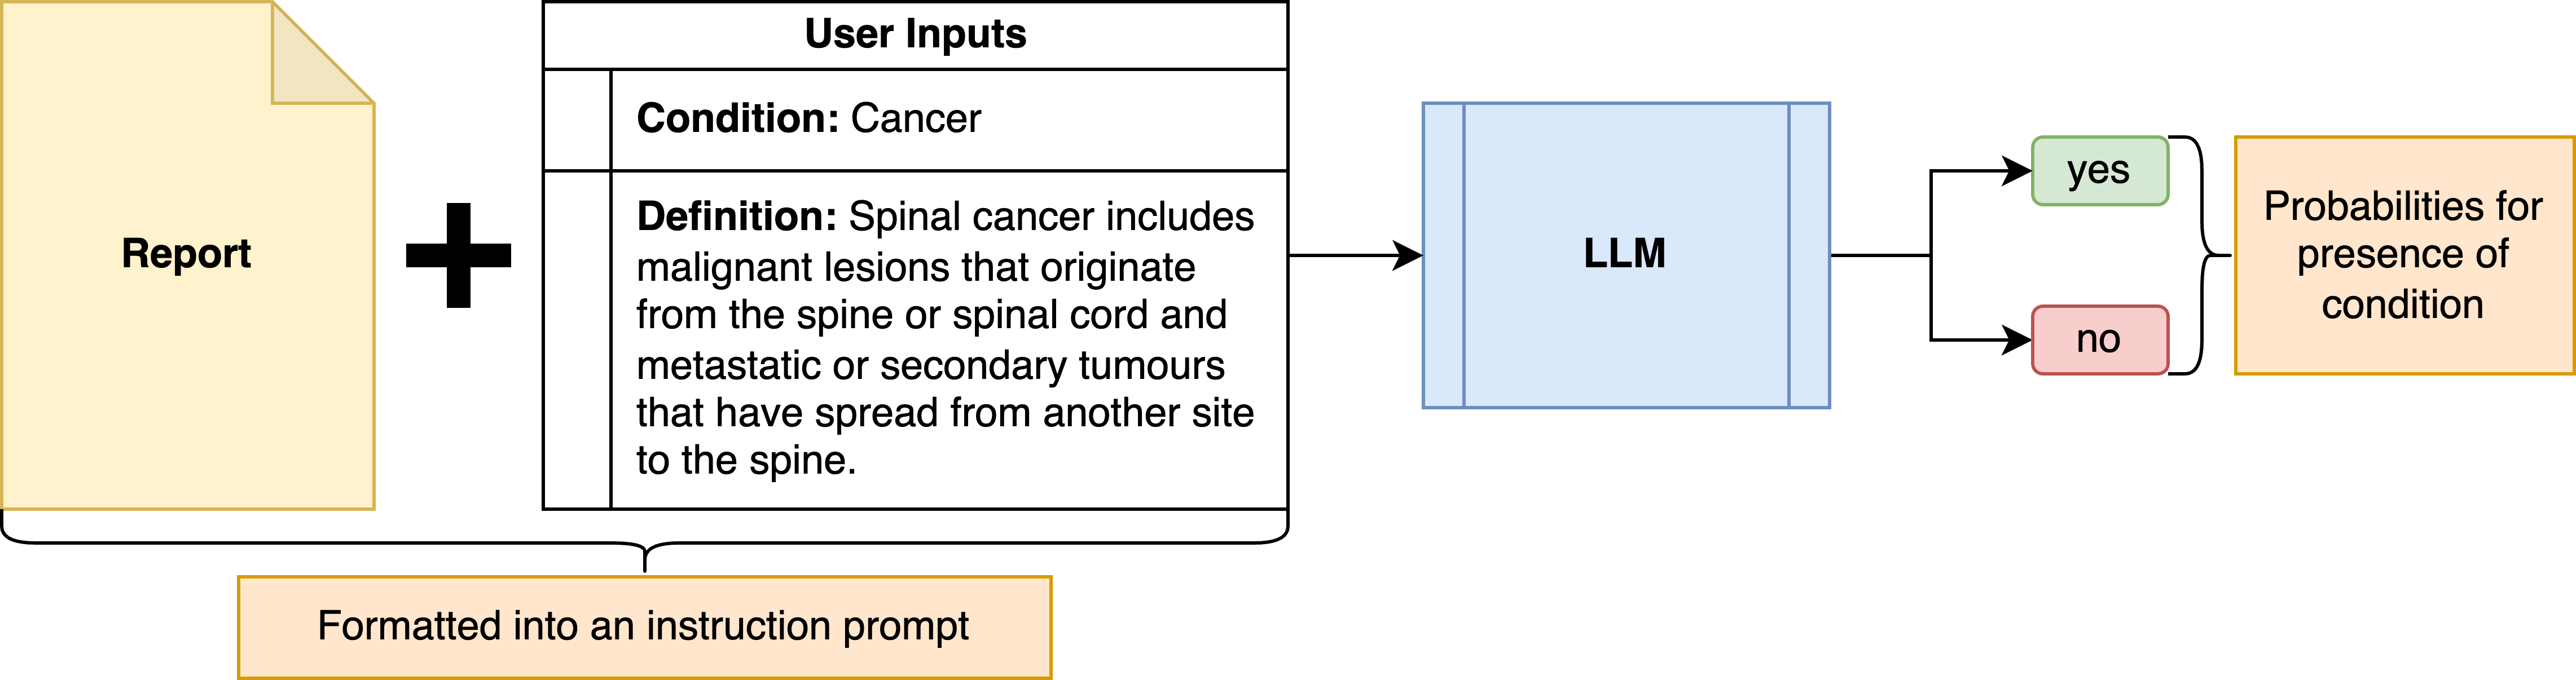 Report
User Inputs
Condition: Cancer
Definition: Spinal cancer includes
malignant lesions that originate
from the spine or spinal cord and
metastatic or secondary tumours
that have spread from another site
to the spine.
Formatted into an instruction prompt
LLM
yes
no
Probabilities for
presence of
condition